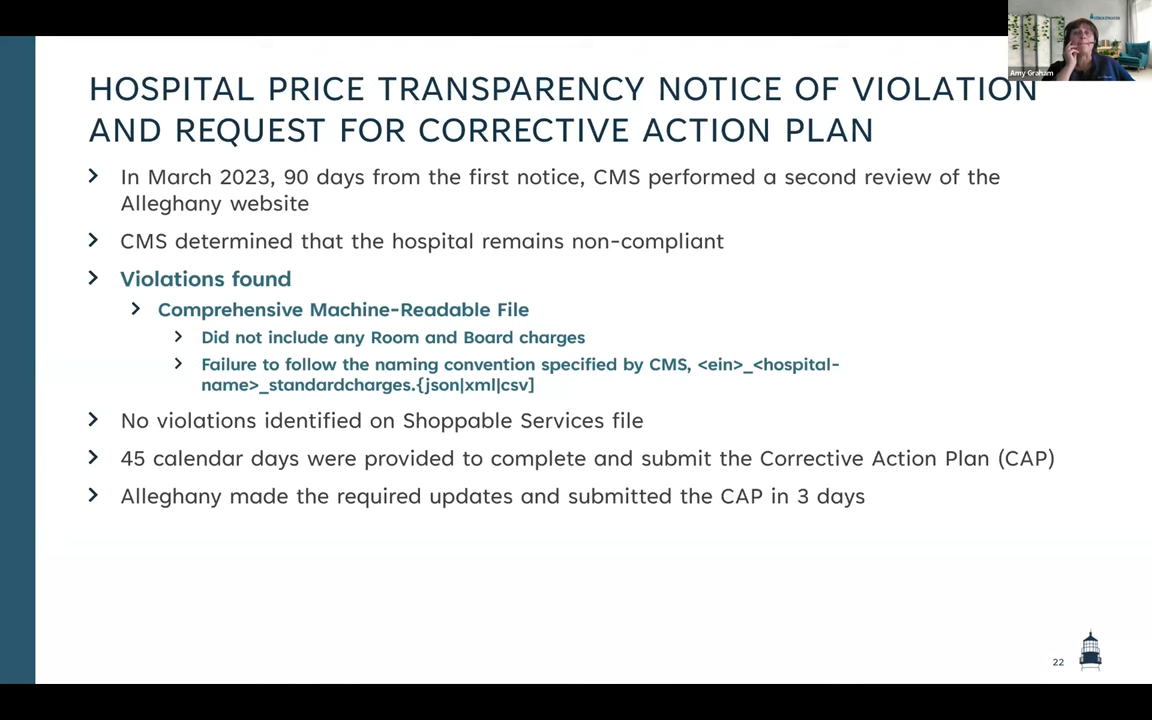 HOSPITAL PRICE TRANSPARENCY NOTICE OF VIOLATION
AND REQUEST FOR CORRECTIVE ACTION PLAN
Amy Graham
In March 2023, 90 days from the first notice, CMS performed a second review of the
Alleghany website
CMS determined that the hospital remains non-compliant
Violations found
Comprehensive Machine-Readable File
Did not include any Room and Board charges
Failure to follow the naming convention specified by CMS, <ein>_<hospital-
name>_standardcharges.{json|xml|csv]
No violations identified on Shoppable Services file
45 calendar days were provided to complete and submit the Corrective Action Plan (CAP)
Alleghany made the required updates and submitted the CAP in 3 days
22